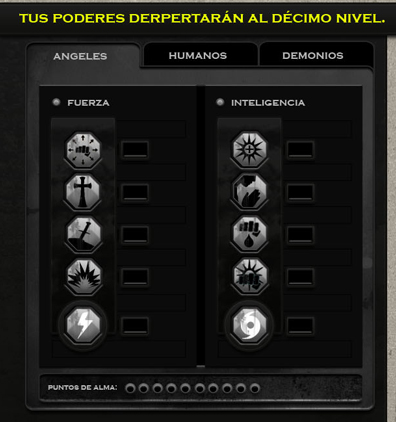 TUS PODERES DERPERTARÁN AL DÉCIMO NIVEL.
ANGELES HUMANOS DEMONIOS
FUERZA INTELIGENCIA
PUNTOS DE ALMA: